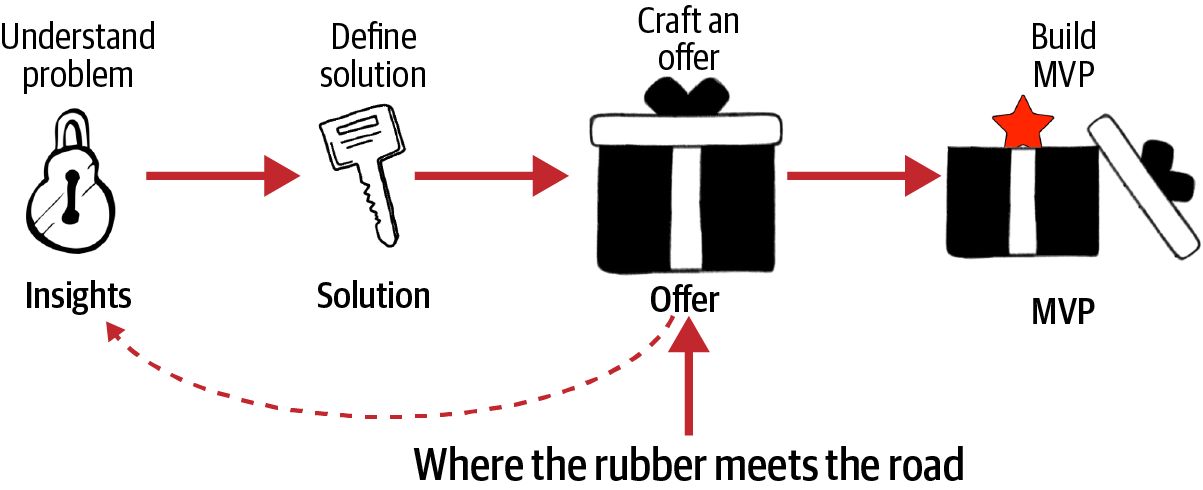 Understand
problem
Define
solution
Craft an
offer
Build
MVP
Insights
Solution
Offer
MVP
Where the rubber meets the road